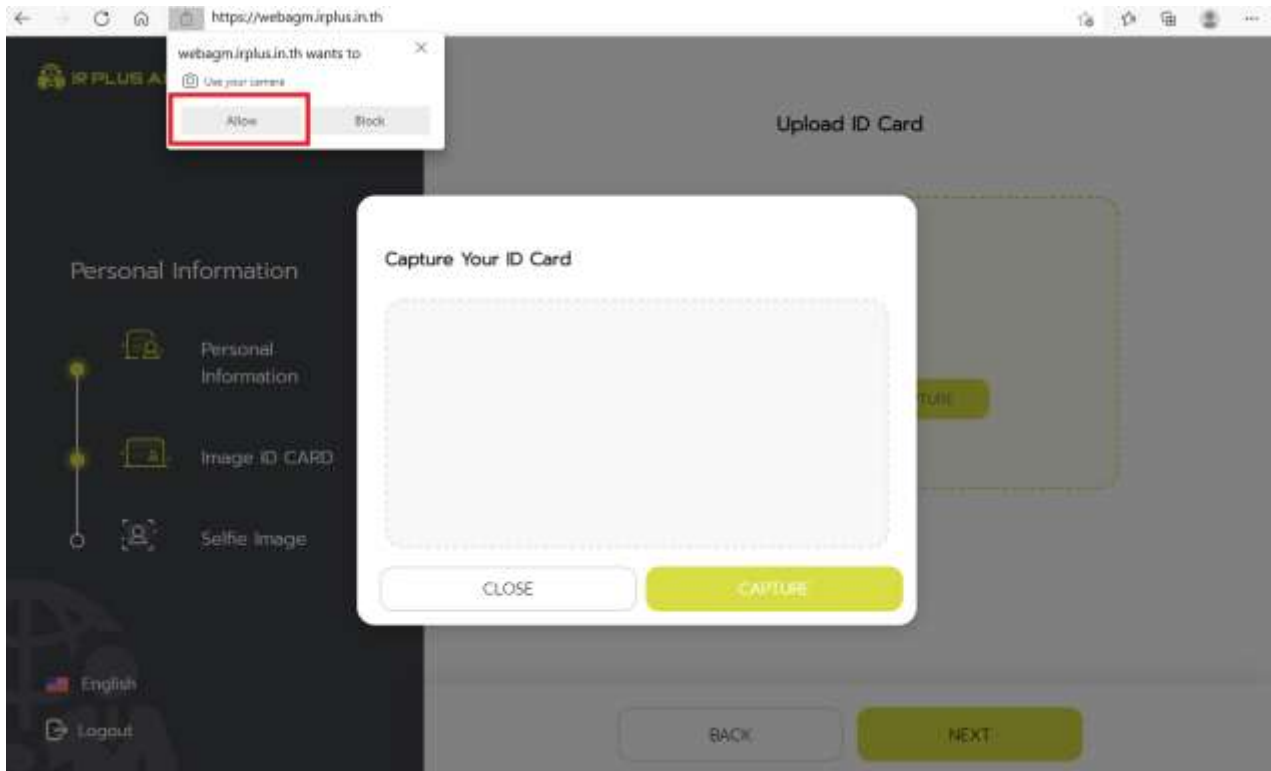 https://webagm.irplus.in.th
webagm.irplus.in.th wants to
Use your camera
Allow
Block
IR PLUS A
Upload ID Card
Capture Your ID Card
Personal Information
Personal
Information
Image ID CARD
Selfie Image
TURE
CLOSE
CAPTURE
English
Logout
BACK
NEXT